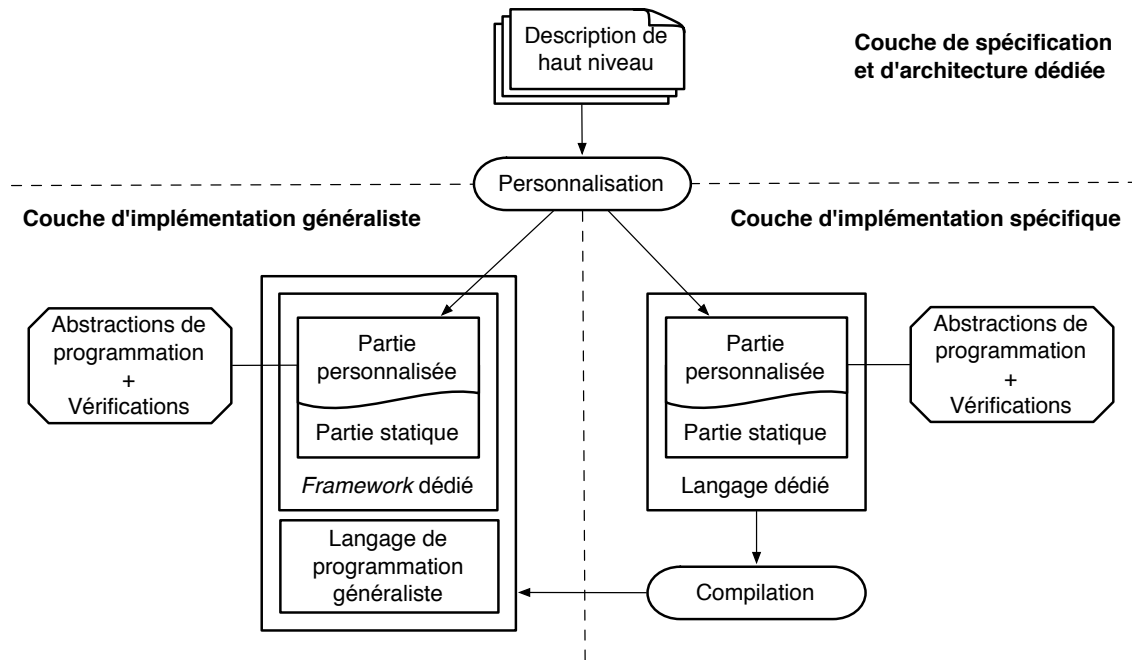 Description de
haut niveau
Couche de spécification
et d'architecture dédiée
Personnalisation
Couche d'implémentation généraliste
Couche d'implémentation spécifique
Abstractions de
programmation
+
Vérifications
Partie
personnalisée
Partie statique
Framework dédié
Langage de
programmation
généraliste
Partie
personnalisée
Partie statique
Langage dédié
Abstractions de
programmation
+
Vérifications
Compilation